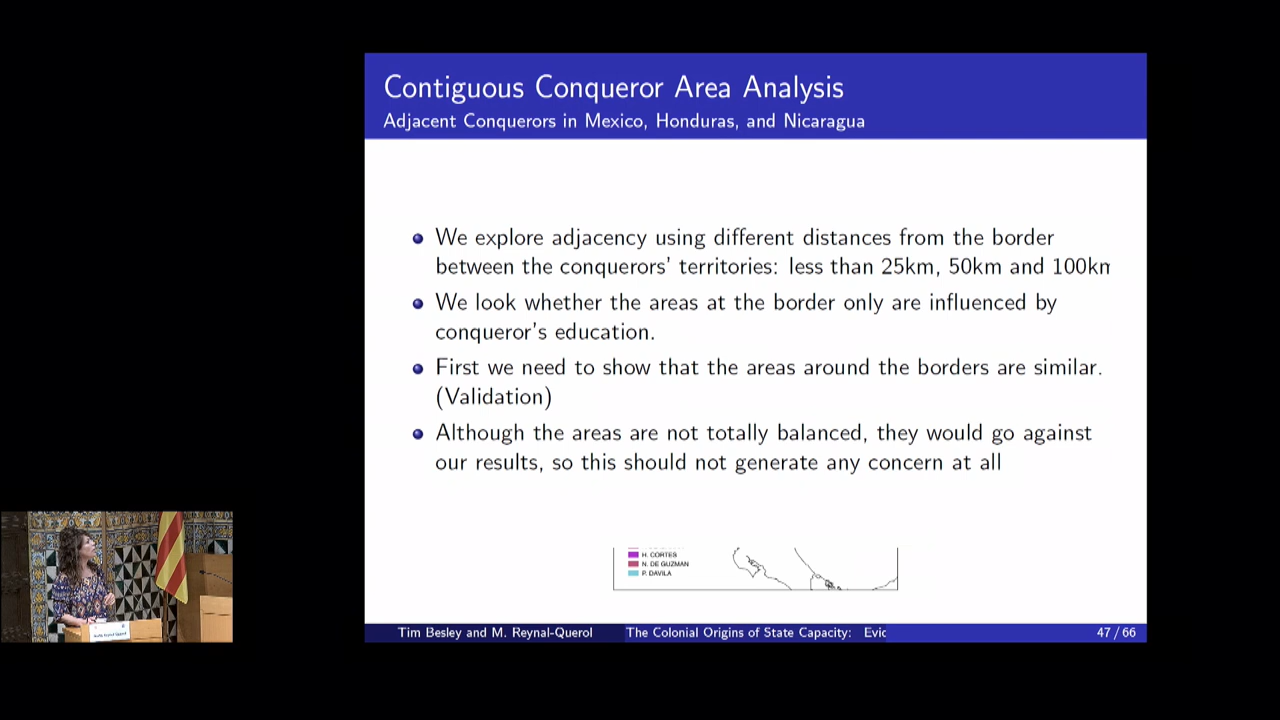 Contiguous Conqueror Area Analysis
Adjacent Conquerors in Mexico, Honduras, and Nicaragua
We explore adjacency using different distances from the border
between the conquerors' territories: less than 25km, 50km and 100km
We look whether the areas at the border only are influenced by
conqueror's education.
First we need to show that the areas around the borders are similar.
(Validation)
Although the areas are not totally balanced, they would go against
our results, so this should not generate any concern at all
H. CORTES
N. DE GUZMAN
P. DAVILA
Tim Besley and M. Reynal-Querol
The Colonial Origins of State Capacity: Evic
47 / 66